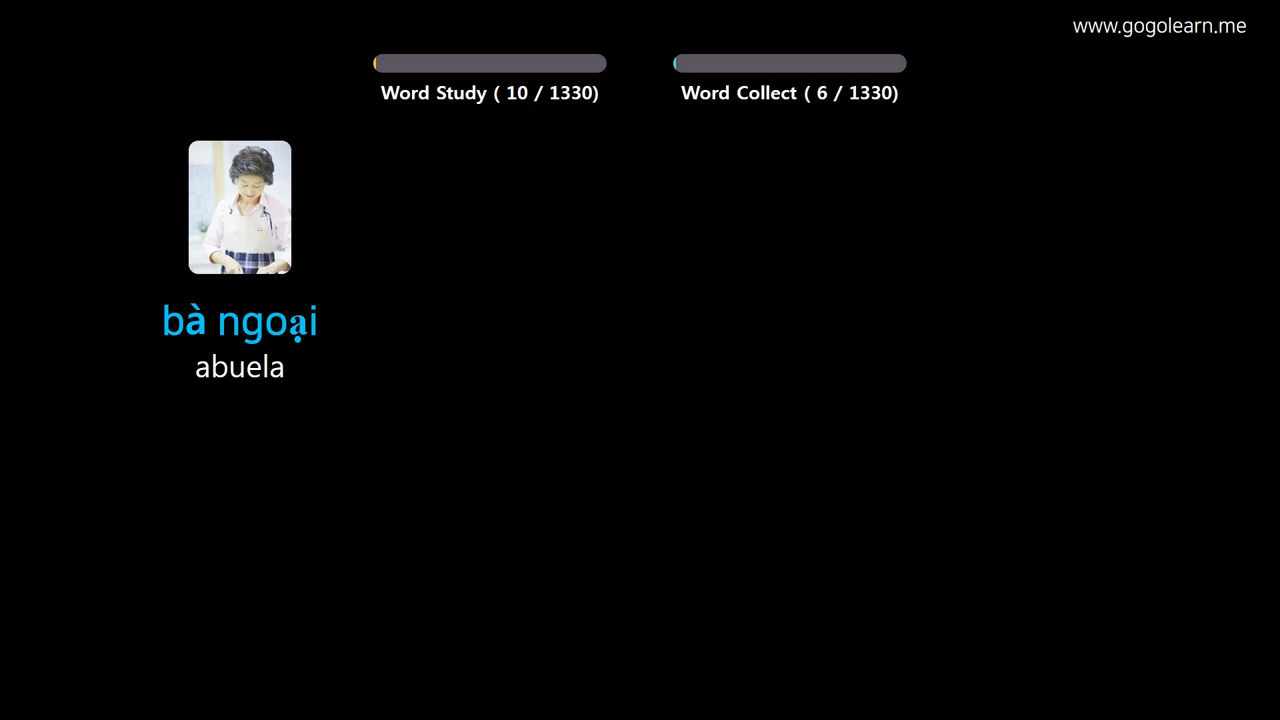 www.gogolearn.me
Word Study ( 10 / 1330)
Word Collect ( 6 / 1330)
bà ngoại
abuela